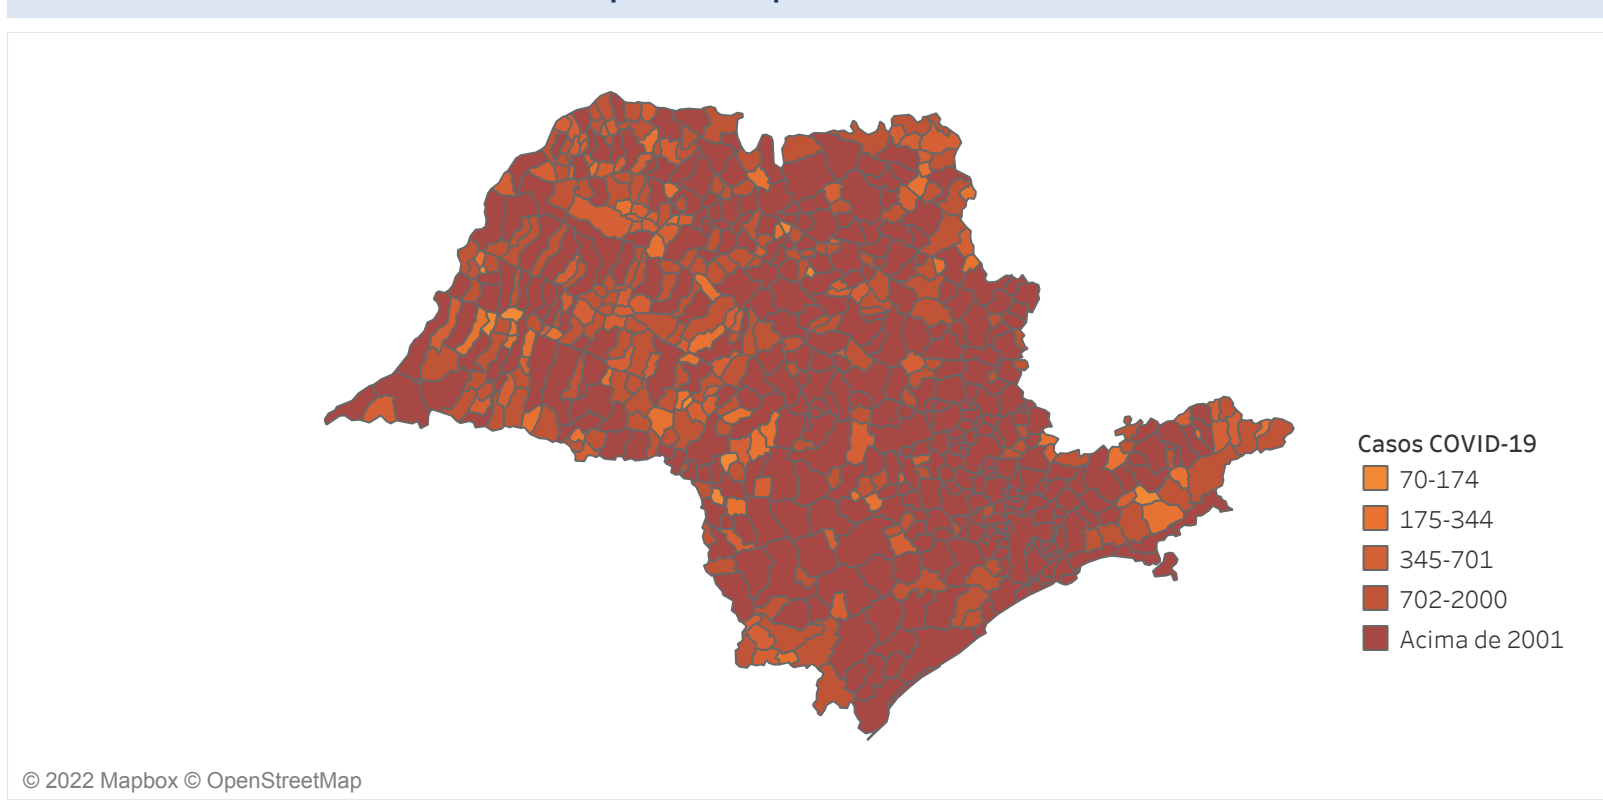 Casos COVID-19
70-174
175-344
345-701
702-2000
Acima de 2001
© 2022 Mapbox © OpenStreetMap